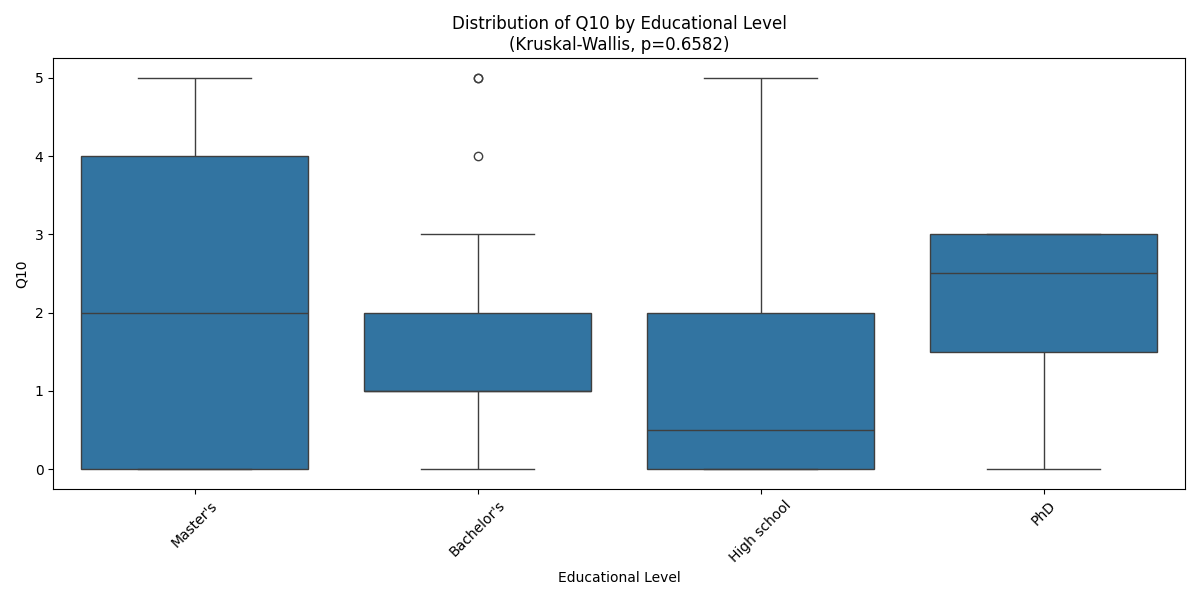 Distribution of Q10 by Educational Level
(Kruskal-Wallis, p=0.6582)
5
4
3
2
1
0
Q10
Master's
Bachelor's
High school
PhD
Educational Level